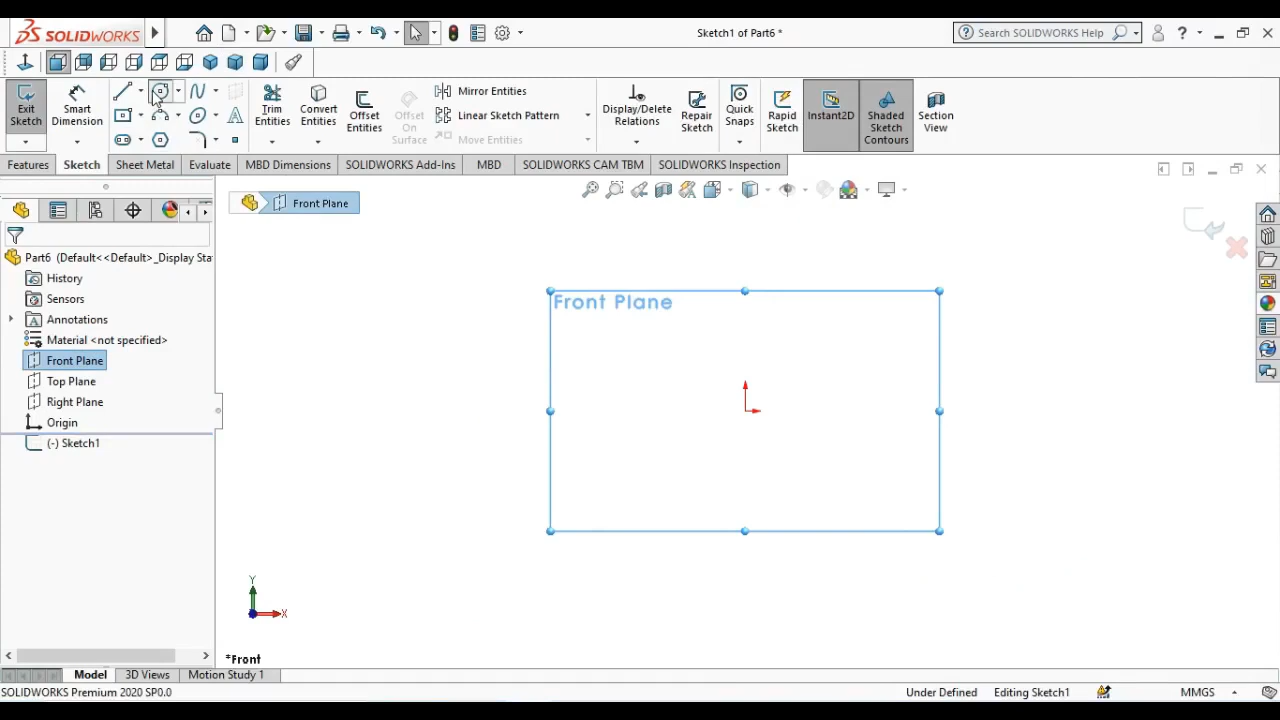 SOLIDWORKS
Sketch1 of Part6 *
Search SOLIDWORKS Help
?
Exit Sketch
Smart Dimension
Trim Entities
Convert Entities
Offset Entities
Offset On Surface
Mirror Entities
Linear Sketch Pattern
Move Entities
Display/Delete Relations
Repair Sketch
Quick Snaps
Rapid Sketch
Instant2D
Shaded Sketch Contours
Section View
Features
Sketch
Sheet Metal
Evaluate
MBD Dimensions
SOLIDWORKS Add-Ins
MBD
SOLIDWORKS CAM TBM
SOLIDWORKS Inspection
Front Plane
Part6 (Default<<Default>_Display Sta
History
Sensors
Annotations
Material <not specified>
Front Plane
Top Plane
Right Plane
Origin
(-) Sketch1
Front Plane
Y
X
*Front
Model
3D Views
Motion Study 1
SOLIDWORKS Premium 2020 SP0.0
Under Defined
Editing Sketch1
MMGS